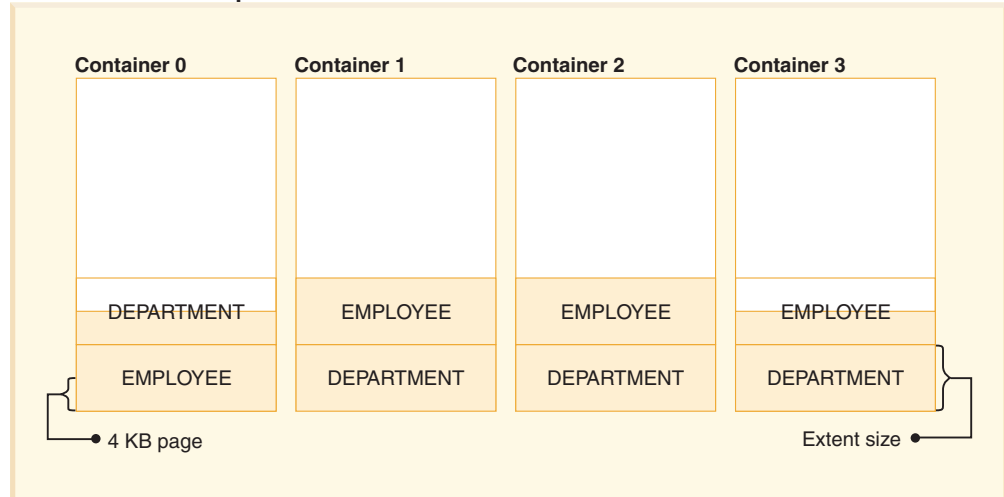 Container 0 Container 1 Container 2 Container 3
DEPARTMENT EMPLOYEE EMPLOYEE EMPLOYEE
EMPLOYEE DEPARTMENT DEPARTMENT DEPARTMENT
4 KB page Extent size